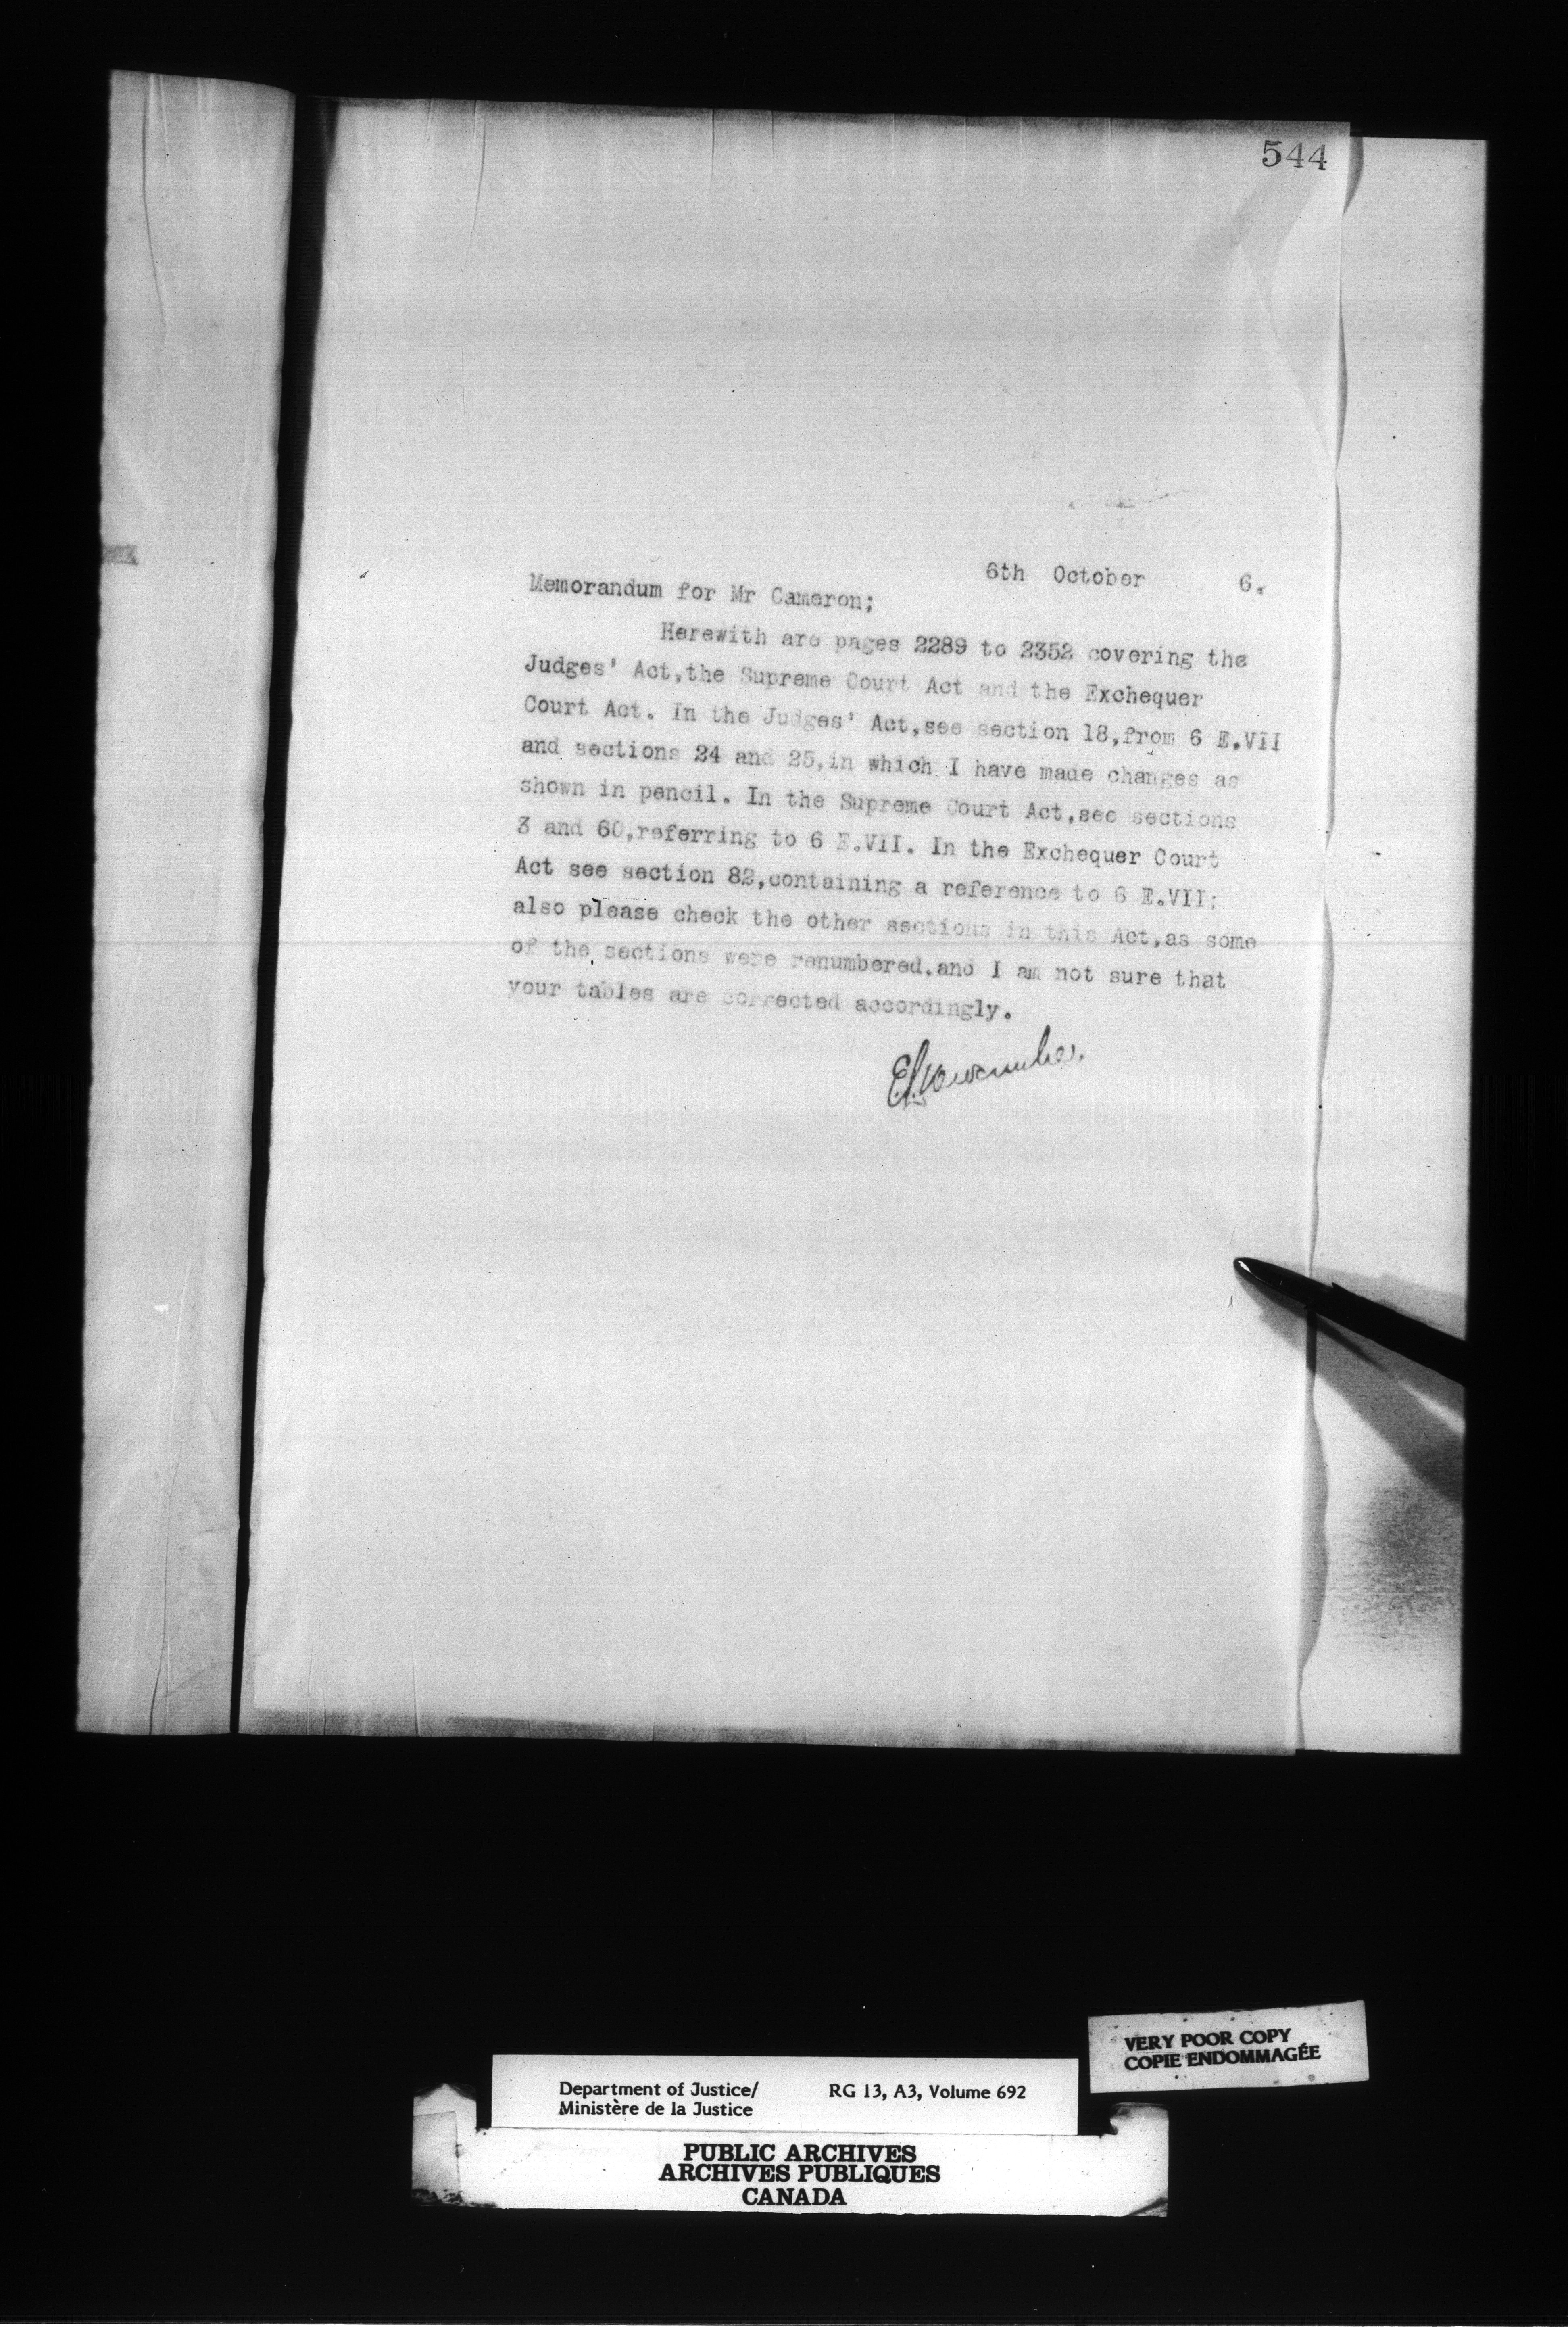 544
6th October 6.
Memorandum for Mr Cameron;
Herewith are pages 2289 to 2352 covering the
Judges' Act,the Supreme Court Act and the Exchequer
Court Act. In the Judges' Act,see section 18,from 6 E.VII
and sections 24 and 25,in which I have made changes as
shown in pencil. In the Supreme Court Act,see sections
3 and 60,referring to 6 E.VII. In the Exchequer Court
Act see section 82,containing a reference to 6 E.VII;
also please check the other sections in this Act,as some
of the sections were renumbered.and I am not sure that
your tables are corrected accordingly.
E.L.Newcombe.
VERY POOR COPY
COPIE ENDOMMAGÉE
Department of Justice/ RG 13, A3, Volume 692
Ministère de la Justice
PUBLIC ARCHIVES
ARCHIVES PUBLIQUES
CANADA